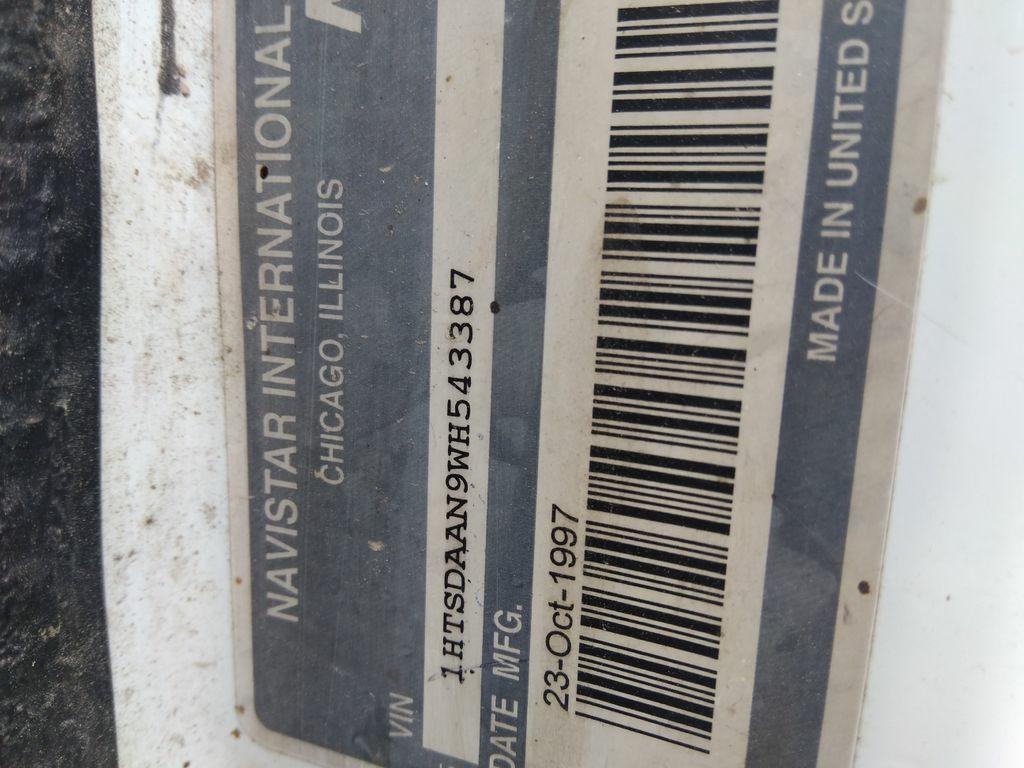 NAVISTAR INTERNATIONAL
CHICAGO, ILLINOIS
VIN
1HTSDAAN9WH543387
DATE MFG.
23-Oct-1997
MADE IN UNITED S